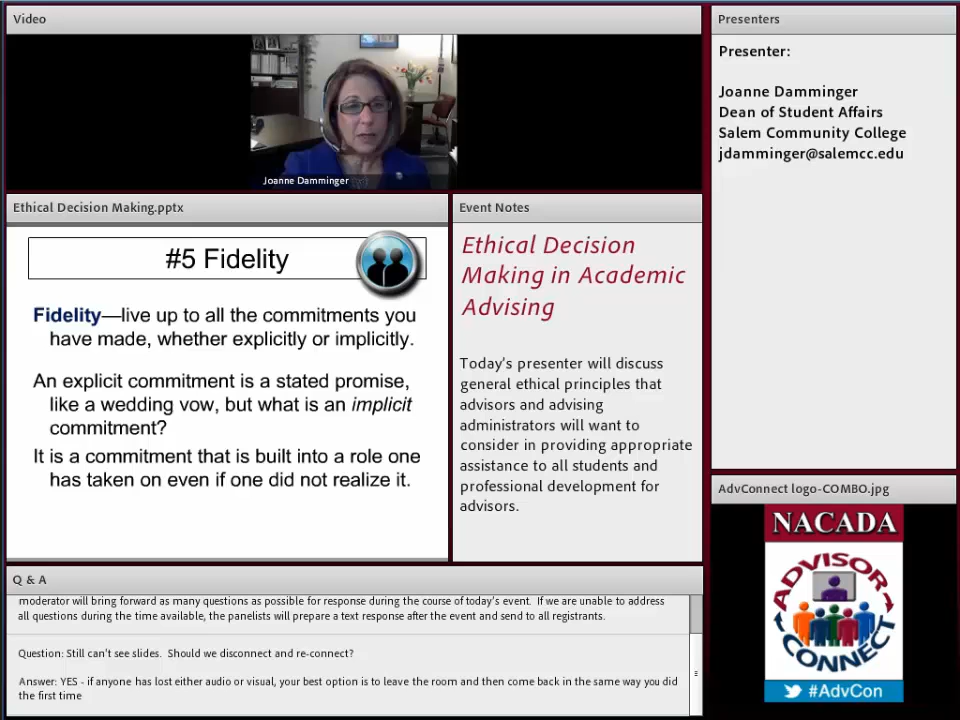 Video
Joanne Damminger
Presenters
Presenter:
Joanne Damminger
Dean of Student Affairs
Salem Community College
jdamminger@salemcc.edu
Ethical Decision Making.pptx
#5 Fidelity
Fidelity—live up to all the commitments you
have made, whether explicitly or implicitly.
An explicit commitment is a stated promise,
like a wedding vow, but what is an implicit
commitment?
It is a commitment that is built into a role one
has taken on even if one did not realize it.
Event Notes
Ethical Decision
Making in Academic
Advising
Today's presenter will discuss
general ethical principles that
advisors and advising
administrators will want to
consider in providing appropriate
assistance to all students and
professional development for
advisors.
AdvConnect logo-COMBO.jpg
NACADA
ADVISOR
CONNECT
#AdvCon
Q & A
moderator will bring forward as many questions as possible for response during the course of today's event. If we are unable to address
all questions during the time available, the panelists will prepare a text response after the event and send to all registrants.
Question: Still can't see slides. Should we disconnect and re-connect?
Answer: YES - if anyone has lost either audio or visual, your best option is to leave the room and then come back in the same way you did
the first time